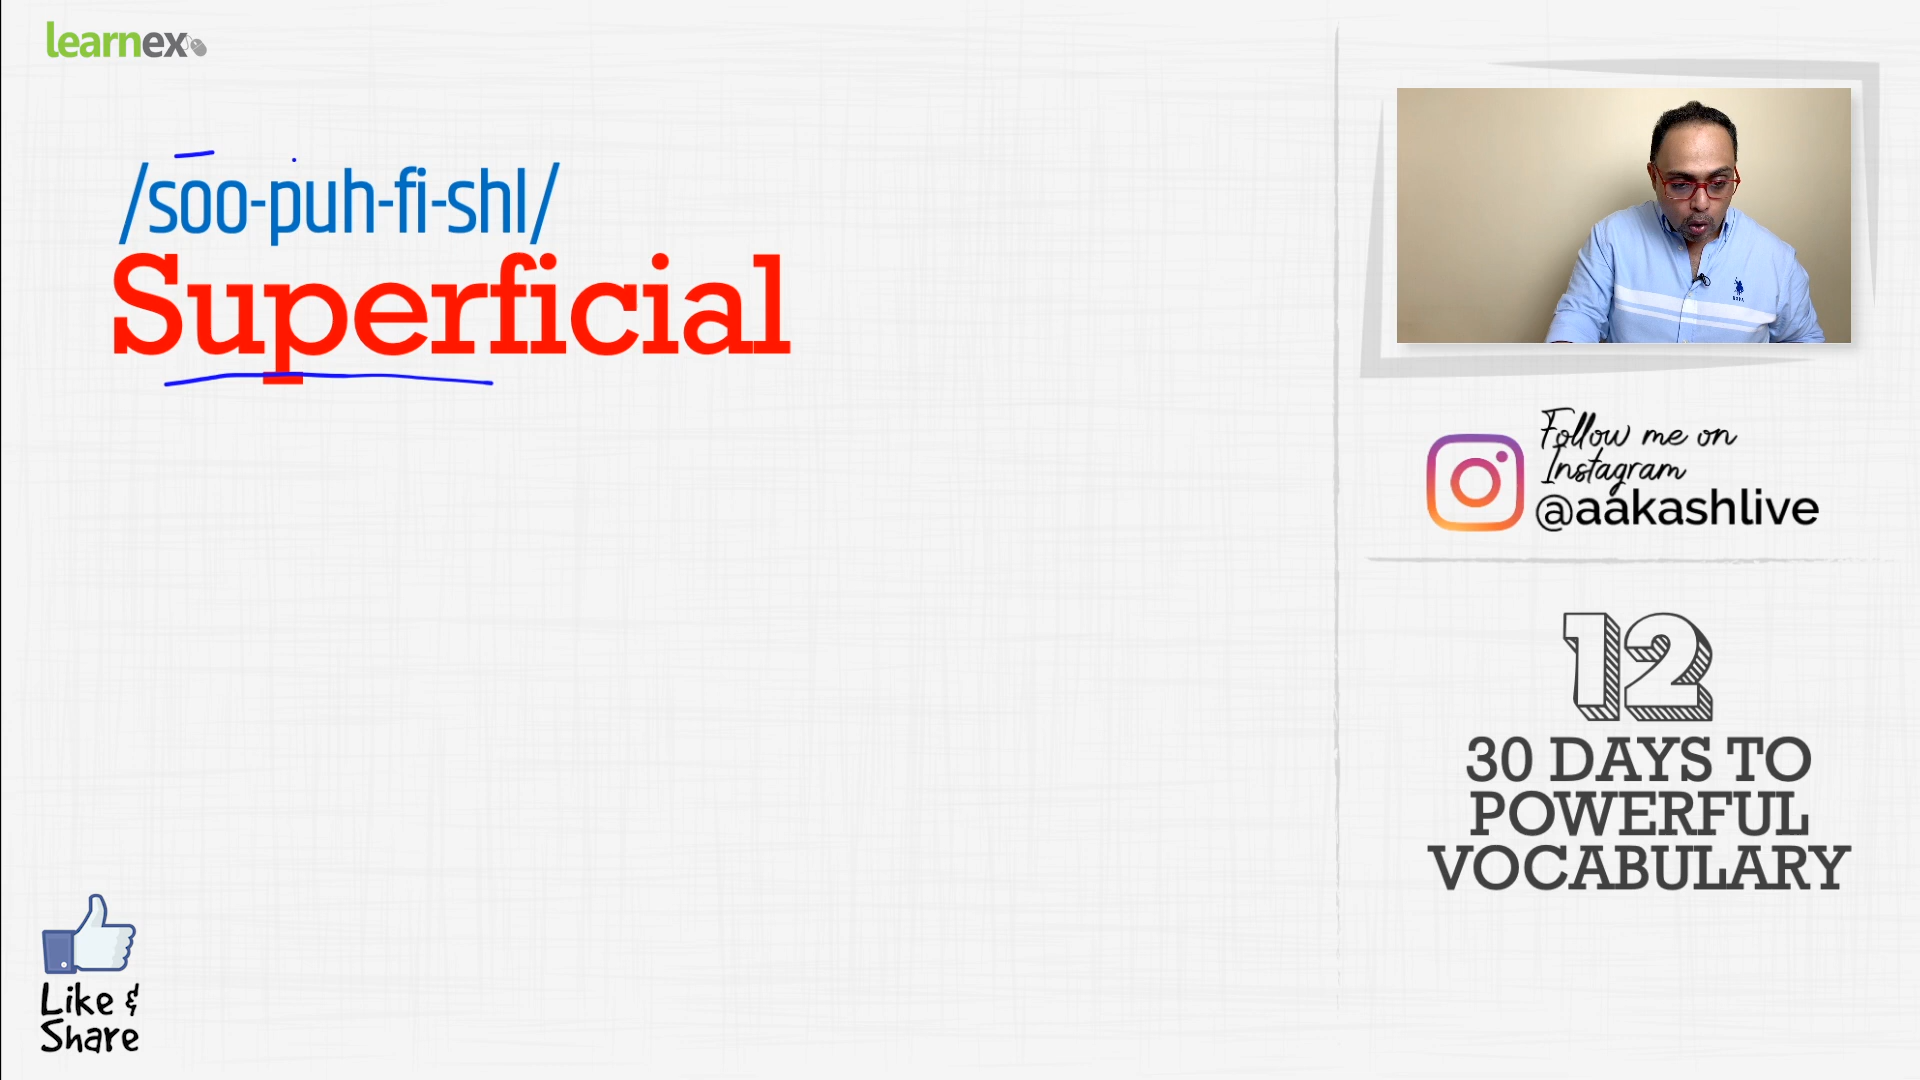 learnex
/soo-puh-fi-shl/
Superficial
Follow me on
Instagram
@aakashlive
12
30 DAYS TO
POWERFUL
VOCABULARY
Like &
Share